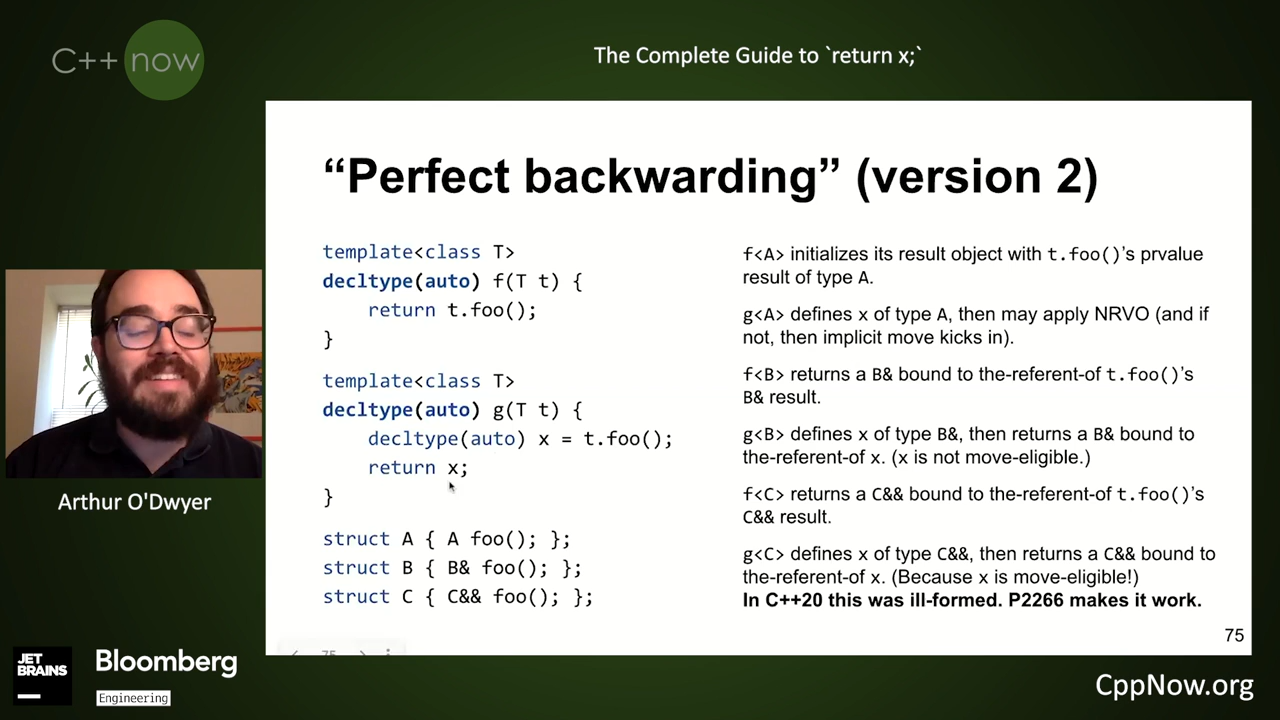 C++ now
The Complete Guide to `return x;`
“Perfect backwarding” (version 2)
template<class T>
decltype(auto) f(T t) {
    return t.foo();
}
template<class T>
decltype(auto) g(T t) {
    decltype(auto) x = t.foo();
    return x;
}
struct A { A foo(); };
struct B { B& foo(); };
struct C { C&& foo(); };
f<A> initializes its result object with t.foo()’s prvalue
result of type A.
g<A> defines x of type A, then may apply NRVO (and if
not, then implicit move kicks in).
f<B> returns a B& bound to the-referent-of t.foo()’s
B& result.
g<B> defines x of type B&, then returns a B& bound to
the-referent-of x. (x is not move-eligible.)
f<C> returns a C&& bound to the-referent-of t.foo()’s
C&& result.
g<C> defines x of type C&&, then returns a C&& bound to
the-referent-of x. (Because x is move-eligible!)
In C++20 this was ill-formed. P2266 makes it work.
75
Arthur O'Dwyer
JET
BRAINS
Bloomberg
Engineering
CppNow.org